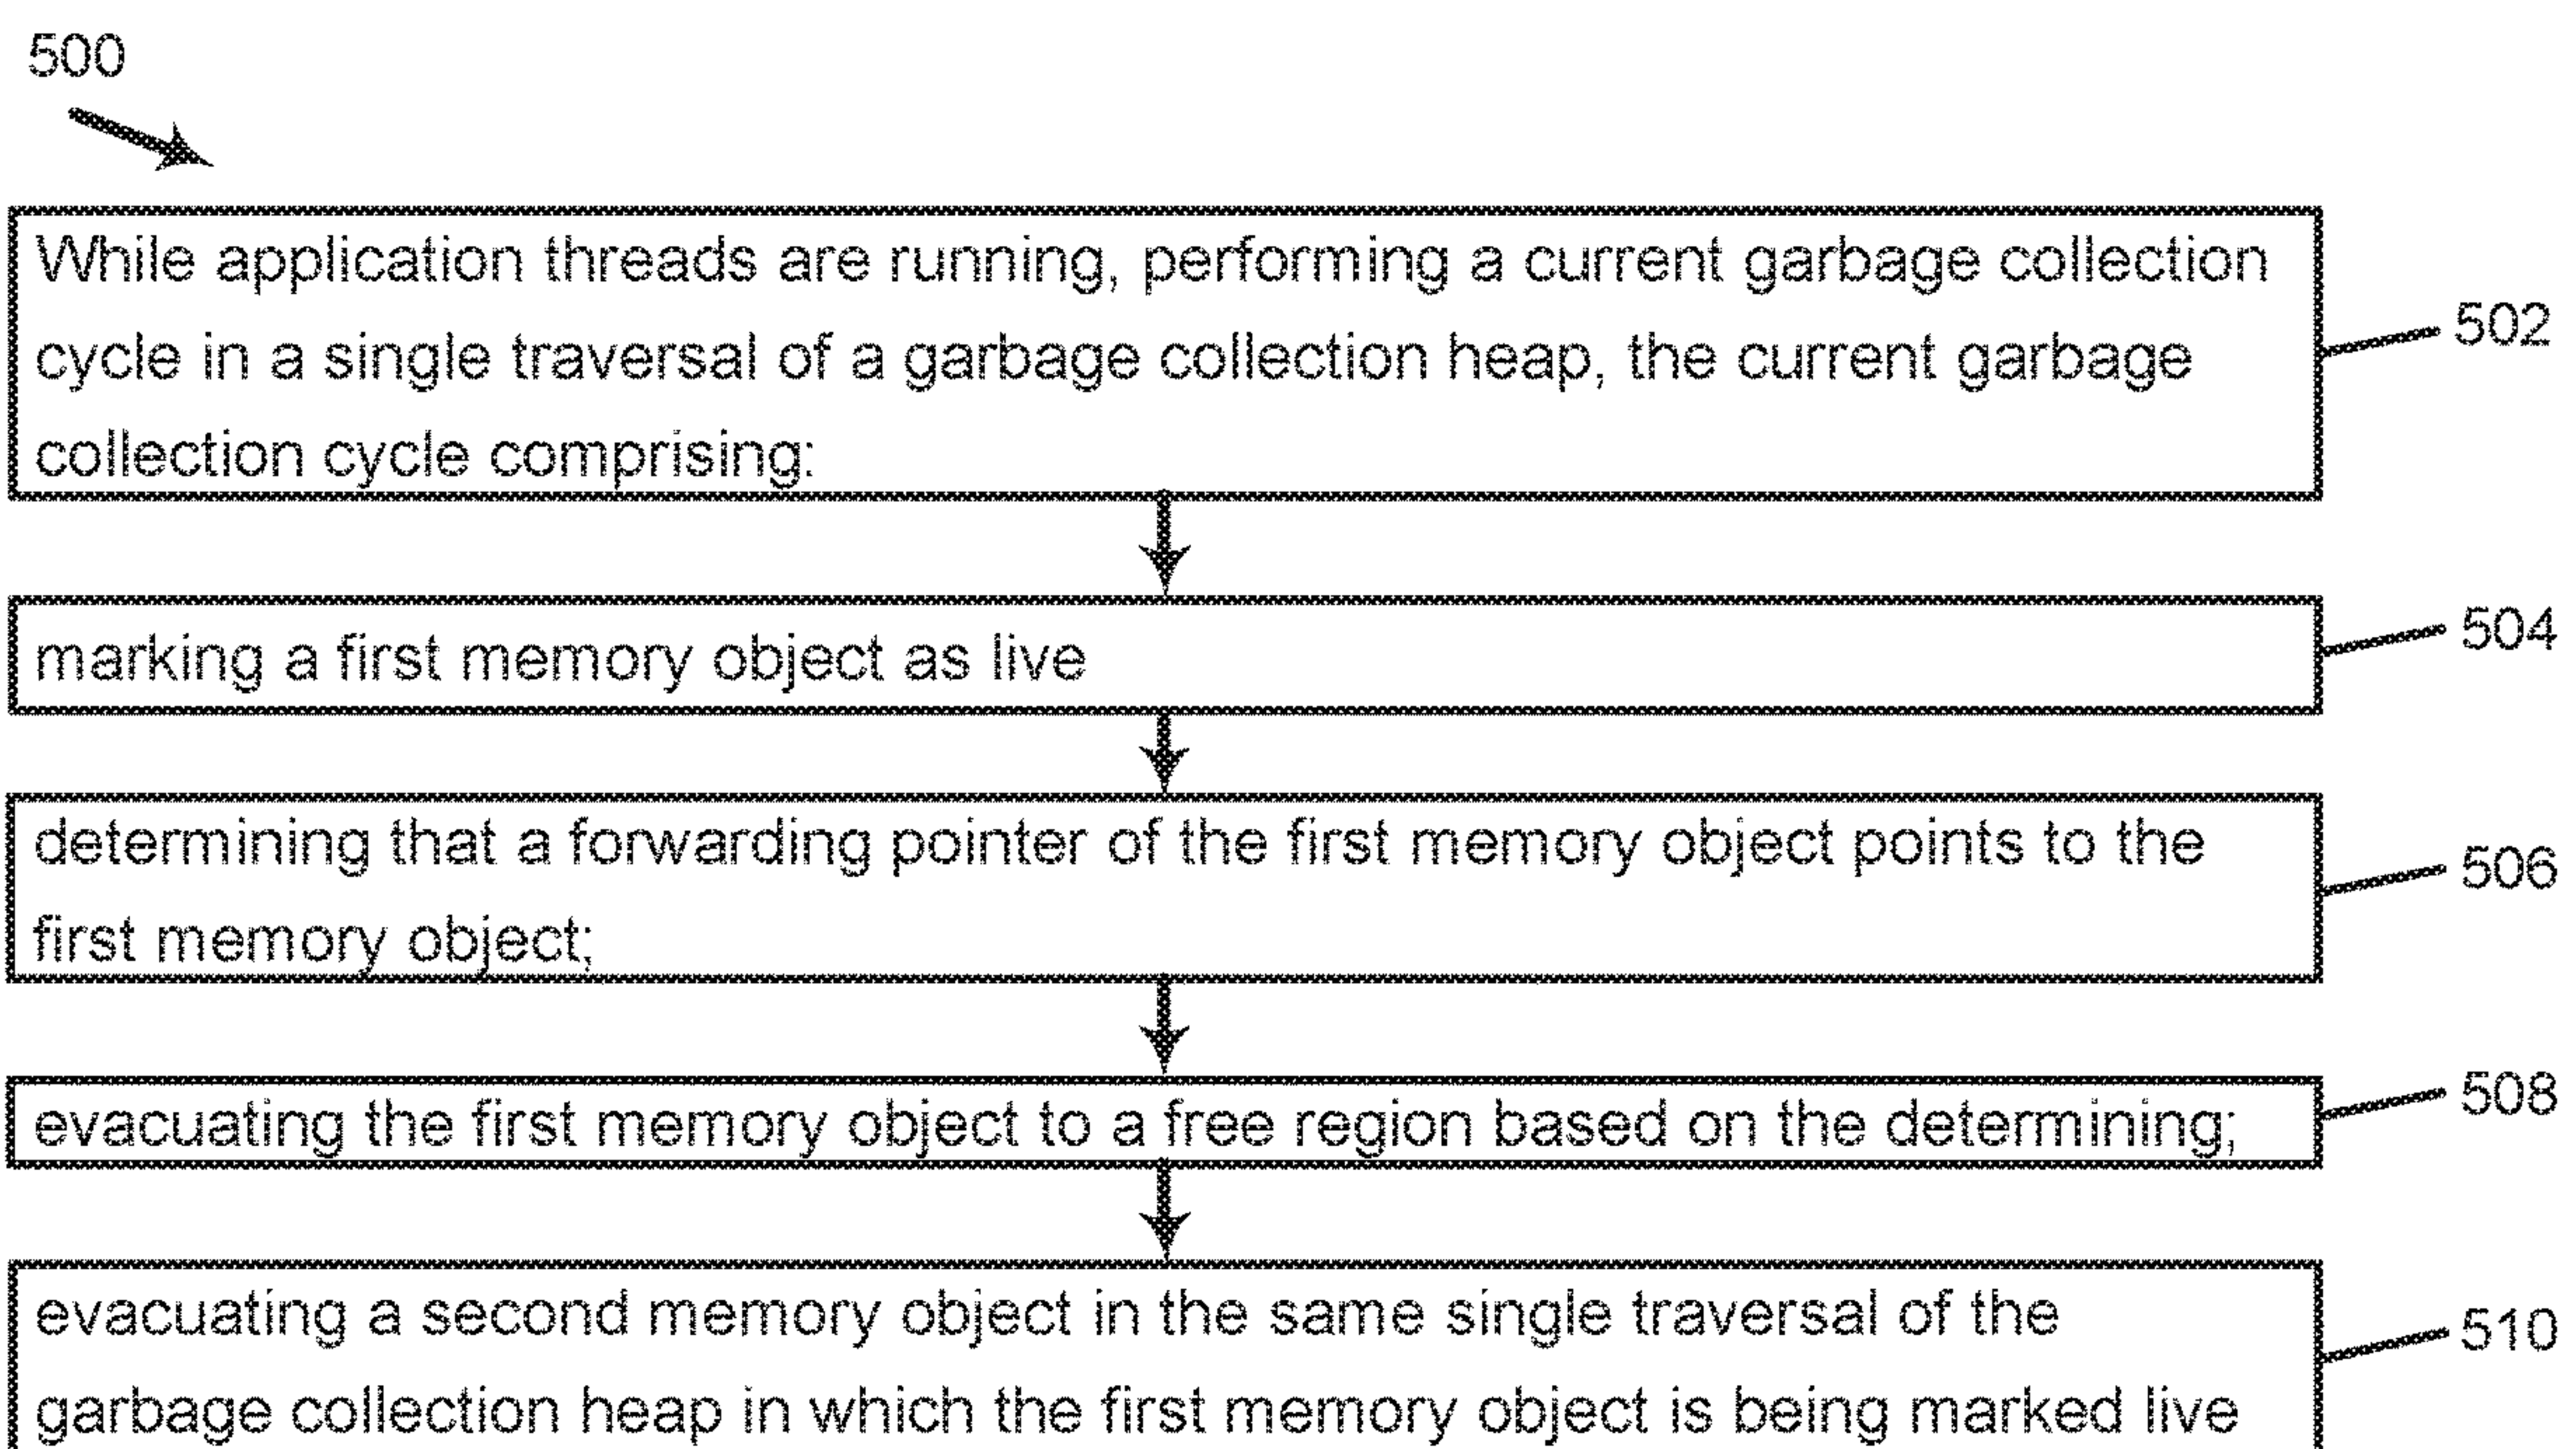 500
While application threads are running, performing a current garbage collection
cycle in a single traversal of a garbage collection heap, the current garbage
collection cycle comprising:
502
marking a first memory object as live
504
determining that a forwarding pointer of the first memory object points to the
first memory object;
506
evacuating the first memory object to a free region based on the determining;
508
evacuating a second memory object in the same single traversal of the
garbage collection heap in which the first memory object is being marked live
510